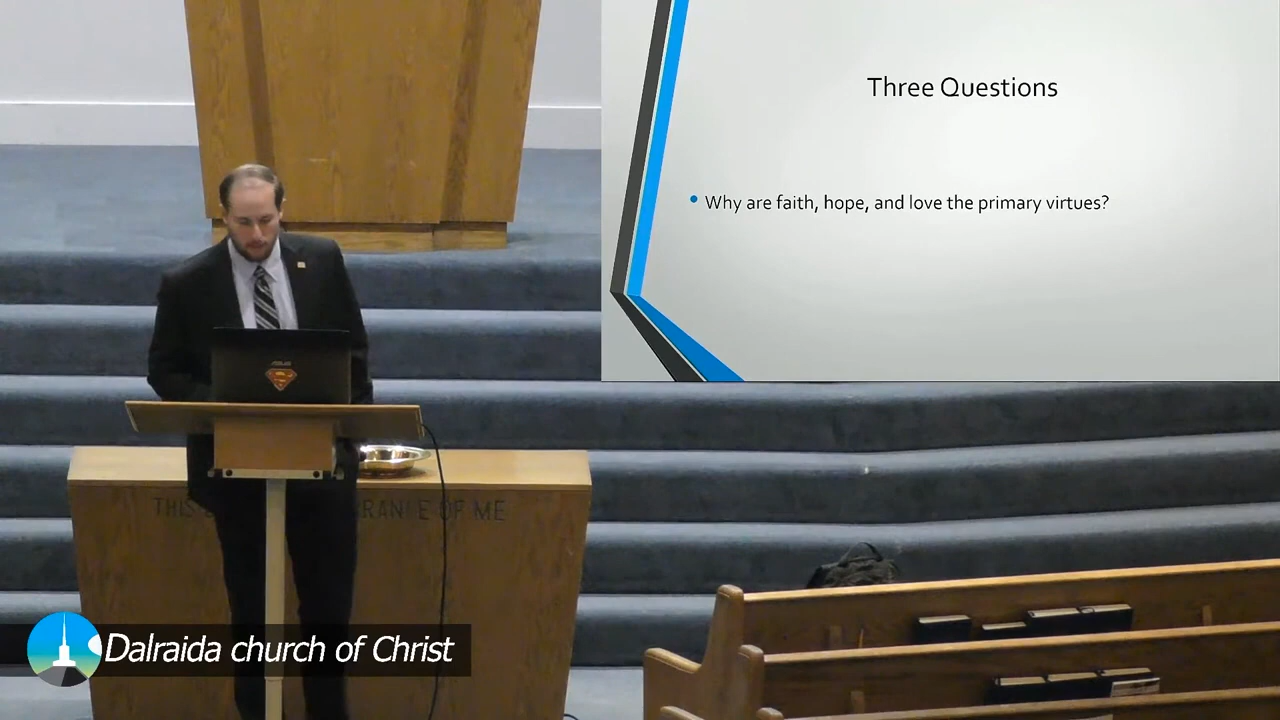 Three Questions
Why are faith, hope, and love the primary virtues?
ASUS
THIS RANCE OF ME
Dalraida church of Christ